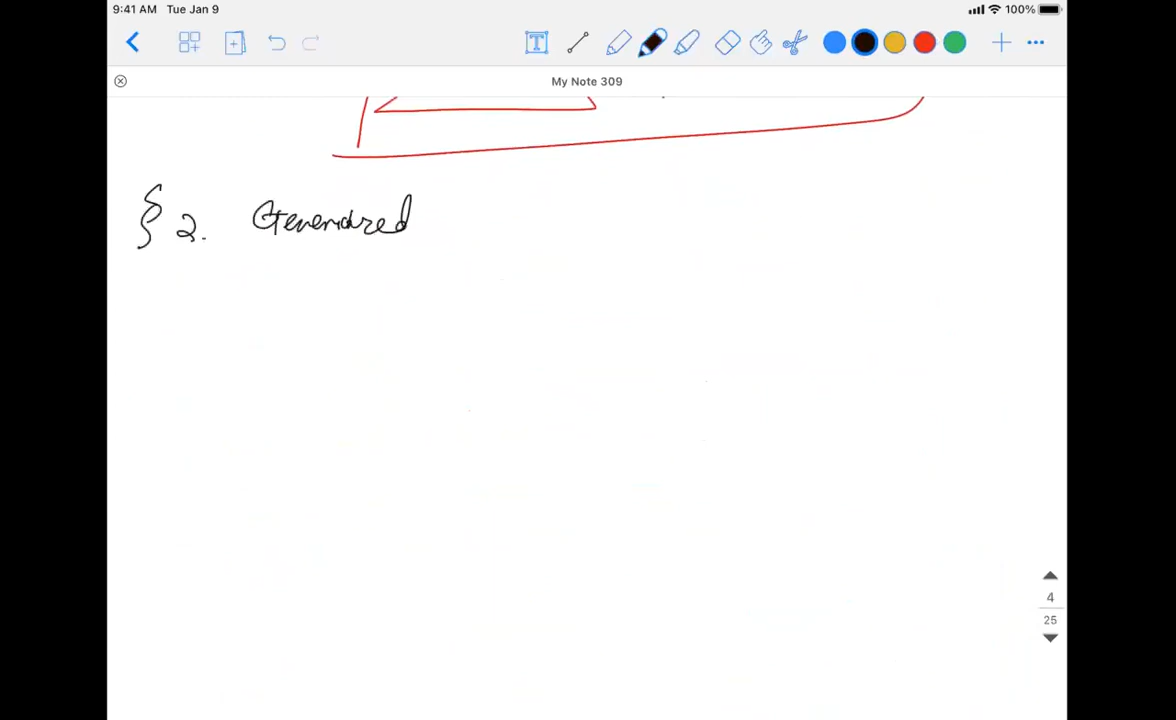 9:41 AM Tue Jan 9 100%
T
My Note 309
§ 2. Generalized
4
25